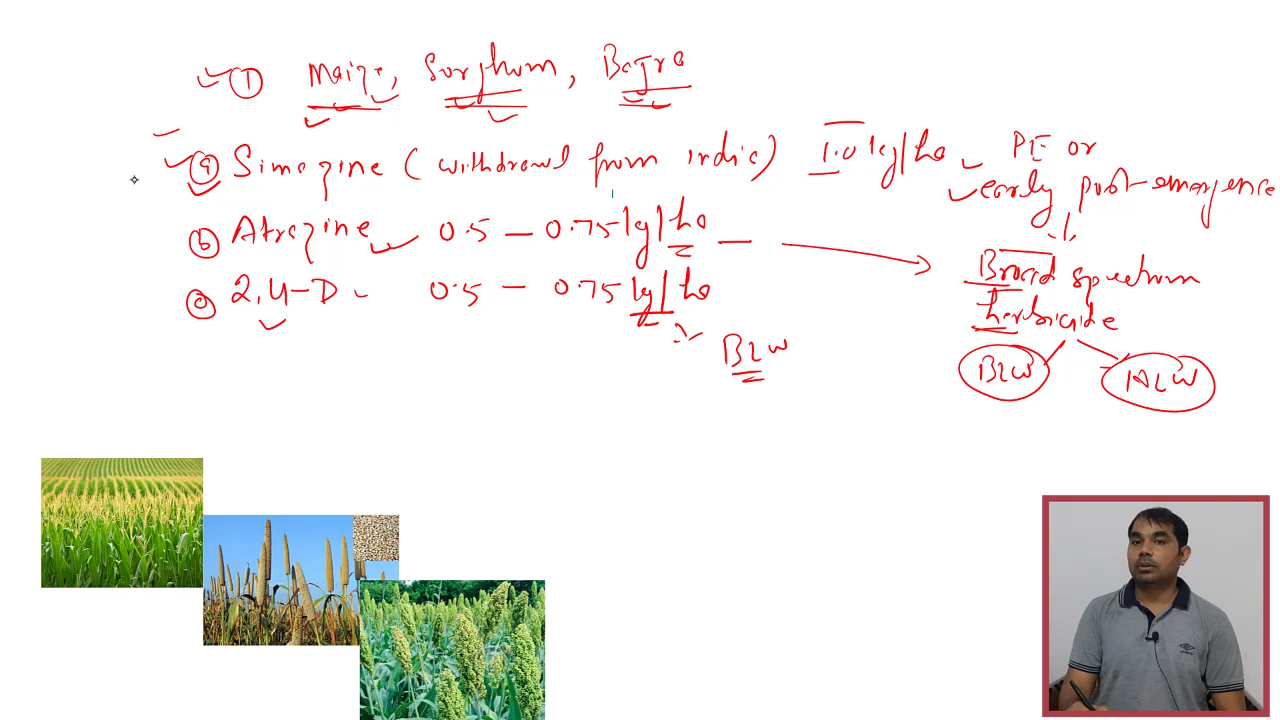 ① Maize, Sorghum, Bajra
ⓐ Simazine (withdrawl from india) 1.0 kg/ha PE or
early post-emergence
ⓑ Atrazine 0.5 – 0.75 kg/ha
Broad spectrum
herbicide
ⓒ 2,4-D 0.5 – 0.75 kg/ha
BLW
BLW NLW